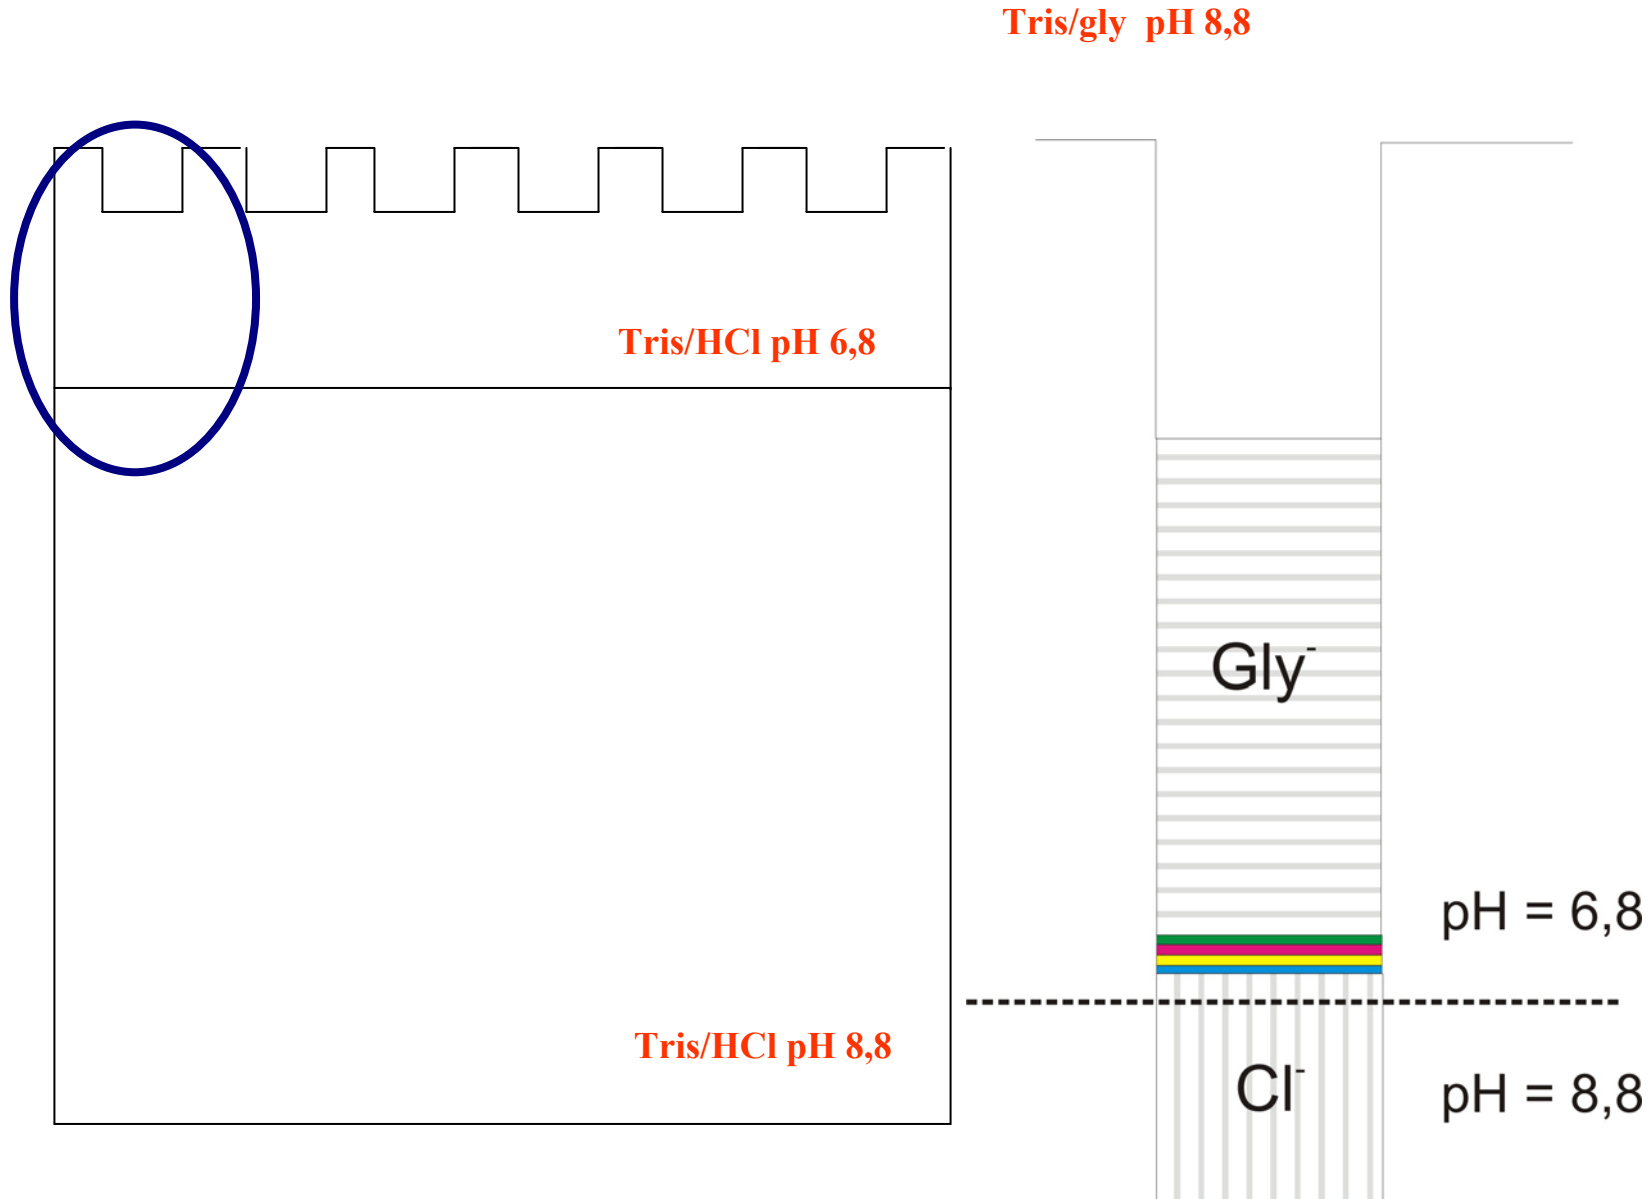 Tris/gly  pH 8,8
Tris/HCl pH 6,8
Tris/HCl pH 8,8
Gly⁻
pH = 6,8
Cl⁻
pH = 8,8